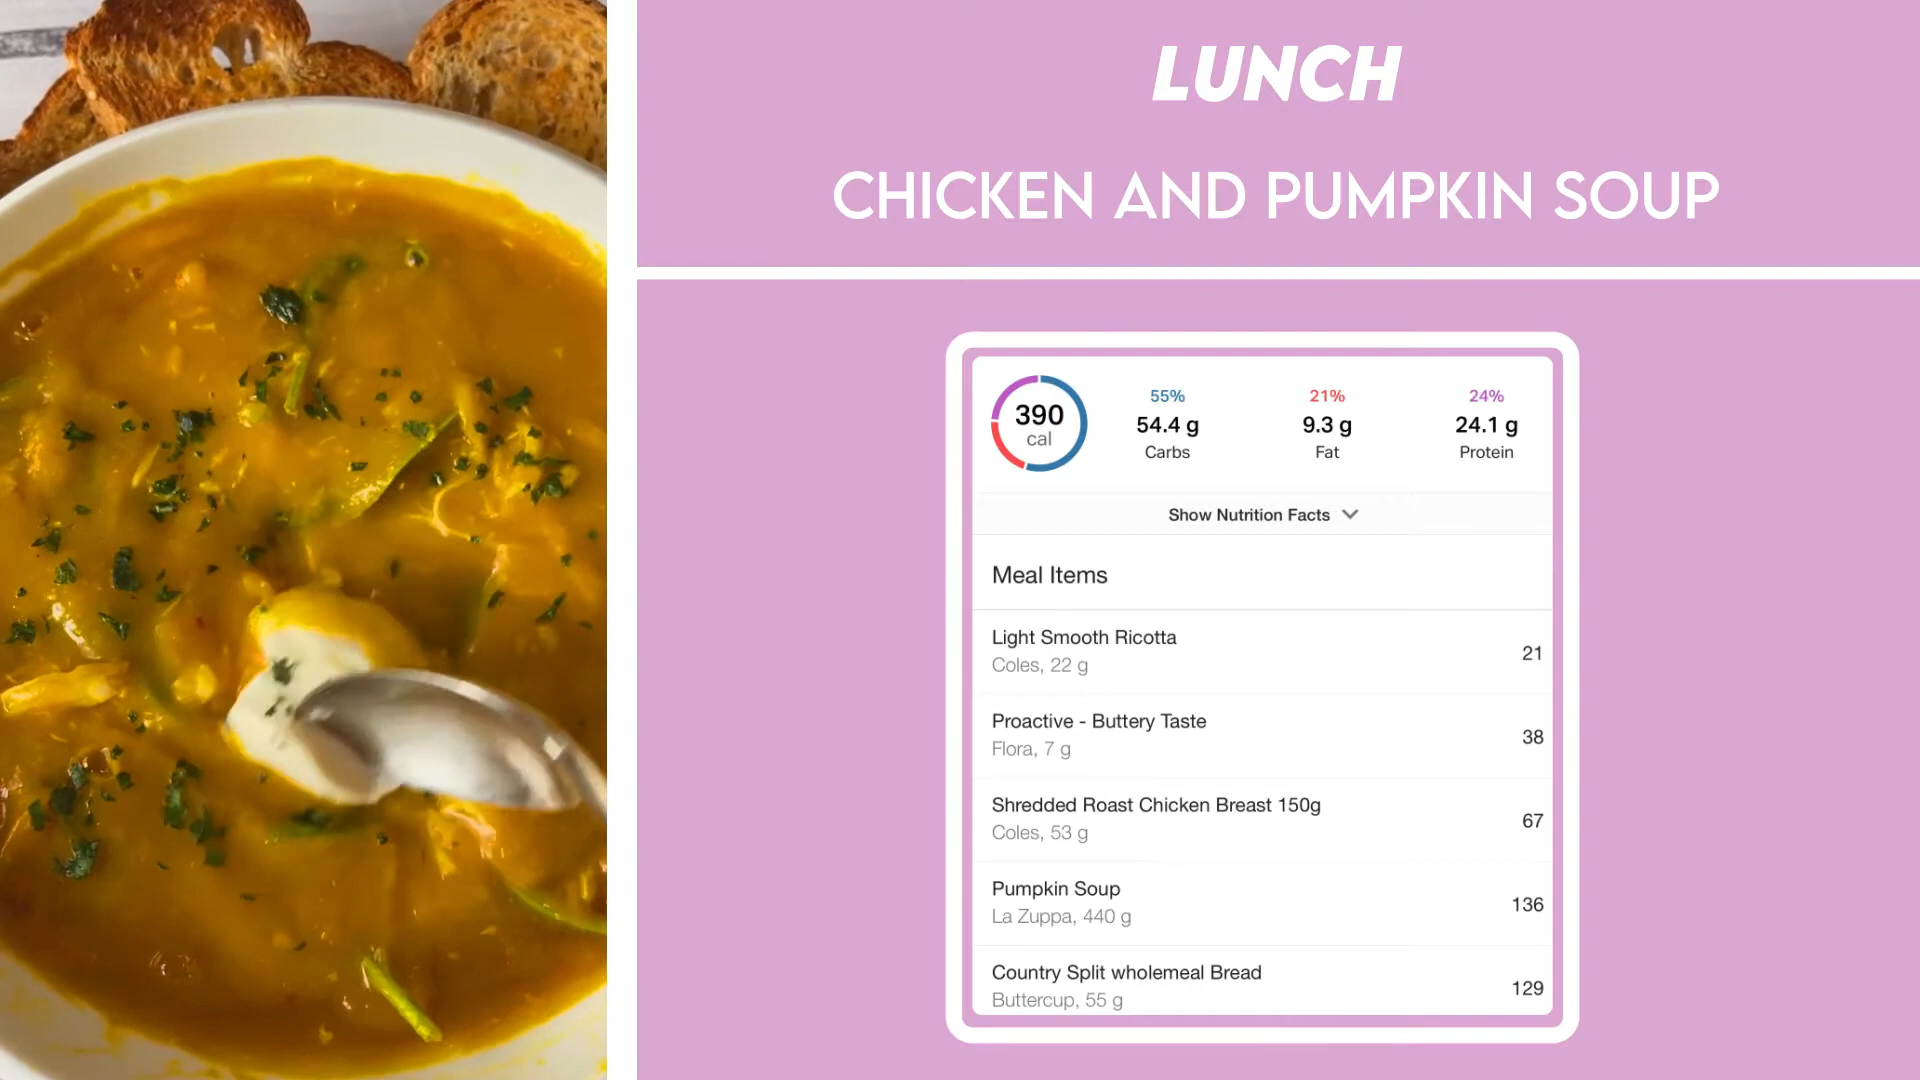 LUNCH
CHICKEN AND PUMPKIN SOUP
390
cal
55%
54.4 g
Carbs
21%
9.3 g
Fat
24%
24.1 g
Protein
Show Nutrition Facts
Meal Items
Light Smooth Ricotta
Coles, 22 g
21
Proactive - Buttery Taste
Flora, 7 g
38
Shredded Roast Chicken Breast 150g
Coles, 53 g
67
Pumpkin Soup
La Zuppa, 440 g
136
Country Split wholemeal Bread
Buttercup, 55 g
129